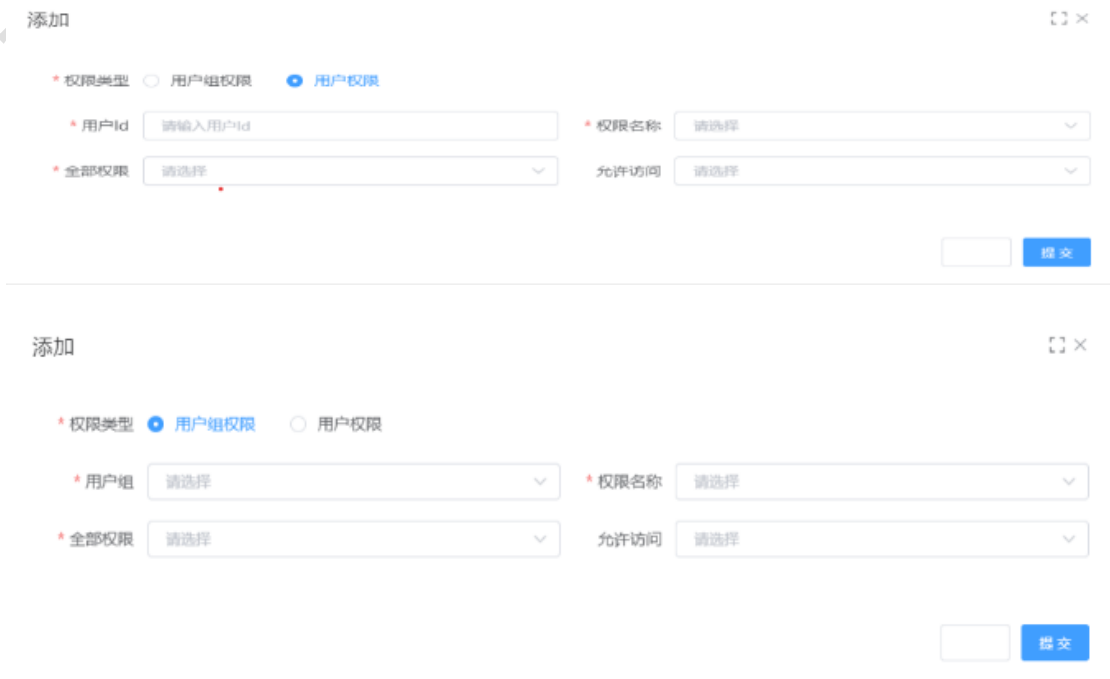 添加
* 权限类型 用户组权限 用户权限
* 用户Id 请输入用户Id * 权限名称 请选择
* 全部权限 请选择 允许访问 请选择
提交
添加
* 权限类型 用户组权限 用户权限
* 用户组 请选择 * 权限名称 请选择
* 全部权限 请选择 允许访问 请选择
提交